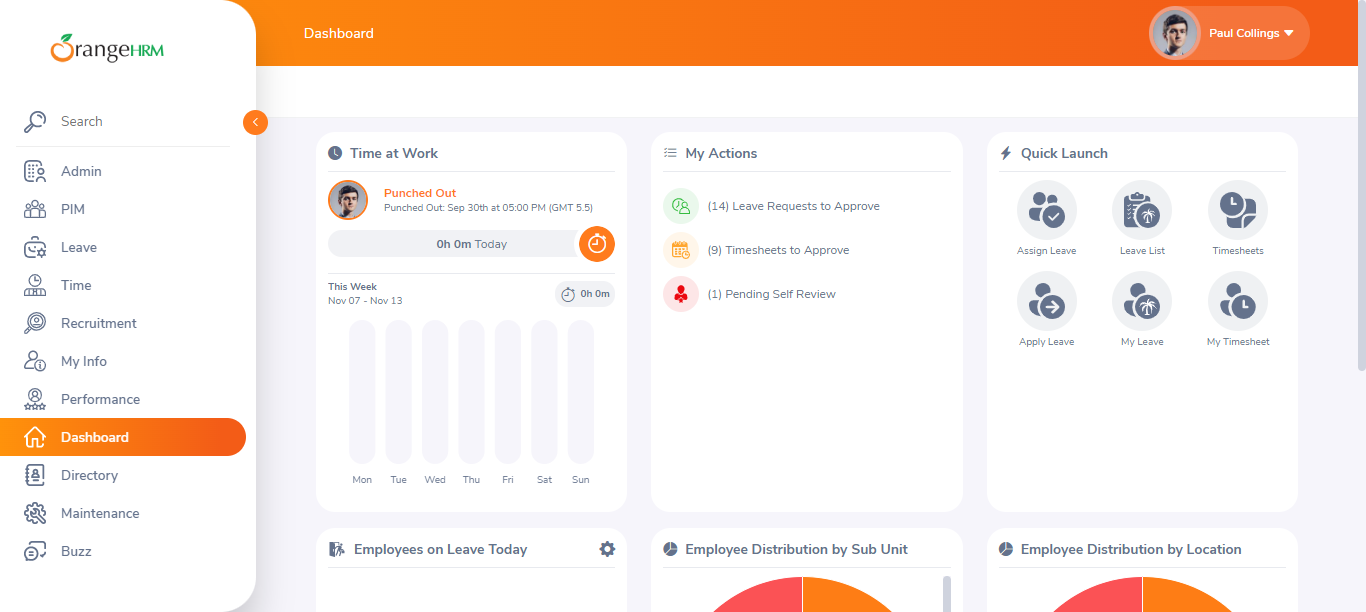 OrangeHRM
Dashboard
Paul Collings
Search
Admin
PIM
Leave
Time
Recruitment
My Info
Performance
Dashboard
Directory
Maintenance
Buzz
Time at Work
Punched Out
Punched Out: Sep 30th at 05:00 PM (GMT 5.5)
0h 0m Today
This Week
Nov 07 - Nov 13
0h 0m
Mon Tue Wed Thu Fri Sat Sun
My Actions
(14) Leave Requests to Approve
(9) Timesheets to Approve
(1) Pending Self Review
Quick Launch
Assign Leave Leave List Timesheets
Apply Leave My Leave My Timesheet
Employees on Leave Today
Employee Distribution by Sub Unit
Employee Distribution by Location